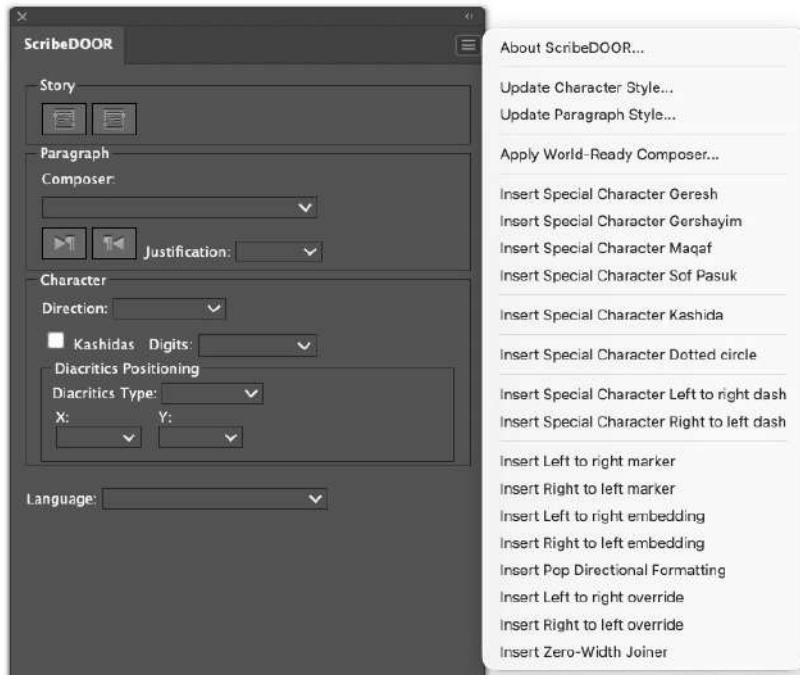 ScribeDOOR
Story
Paragraph
Composer:
Justification:
Character
Direction:
Kashidas Digits:
Diacritics Positioning
Diacritics Type:
X: Y:
Language:
About ScribeDOOR...
Update Character Style...
Update Paragraph Style...
Apply World-Ready Composer...
Insert Special Character Geresh
Insert Special Character Gershayim
Insert Special Character Maqaf
Insert Special Character Sof Pasuk
Insert Special Character Kashida
Insert Special Character Dotted circle
Insert Special Character Left to right dash
Insert Special Character Right to left dash
Insert Left to right marker
Insert Right to left marker
Insert Left to right embedding
Insert Right to left embedding
Insert Pop Directional Formatting
Insert Left to right override
Insert Right to left override
Insert Zero-Width Joiner